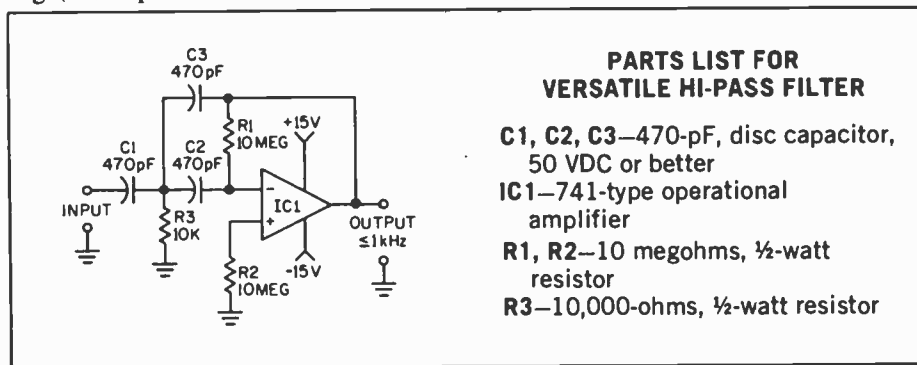 C3
470pF
+15V
R1
10MEG
C1
470pF
C2
470pF
−
IC1
+
INPUT
R3
10K
OUTPUT
≤1kHz
R2
10MEG
-15V
PARTS LIST FOR
VERSATILE HI-PASS FILTER
C1, C2, C3—470-pF, disc capacitor,
50 VDC or better
IC1—741-type operational
amplifier
R1, R2—10 megohms, ½-watt
resistor
R3—10,000-ohms, ½-watt resistor